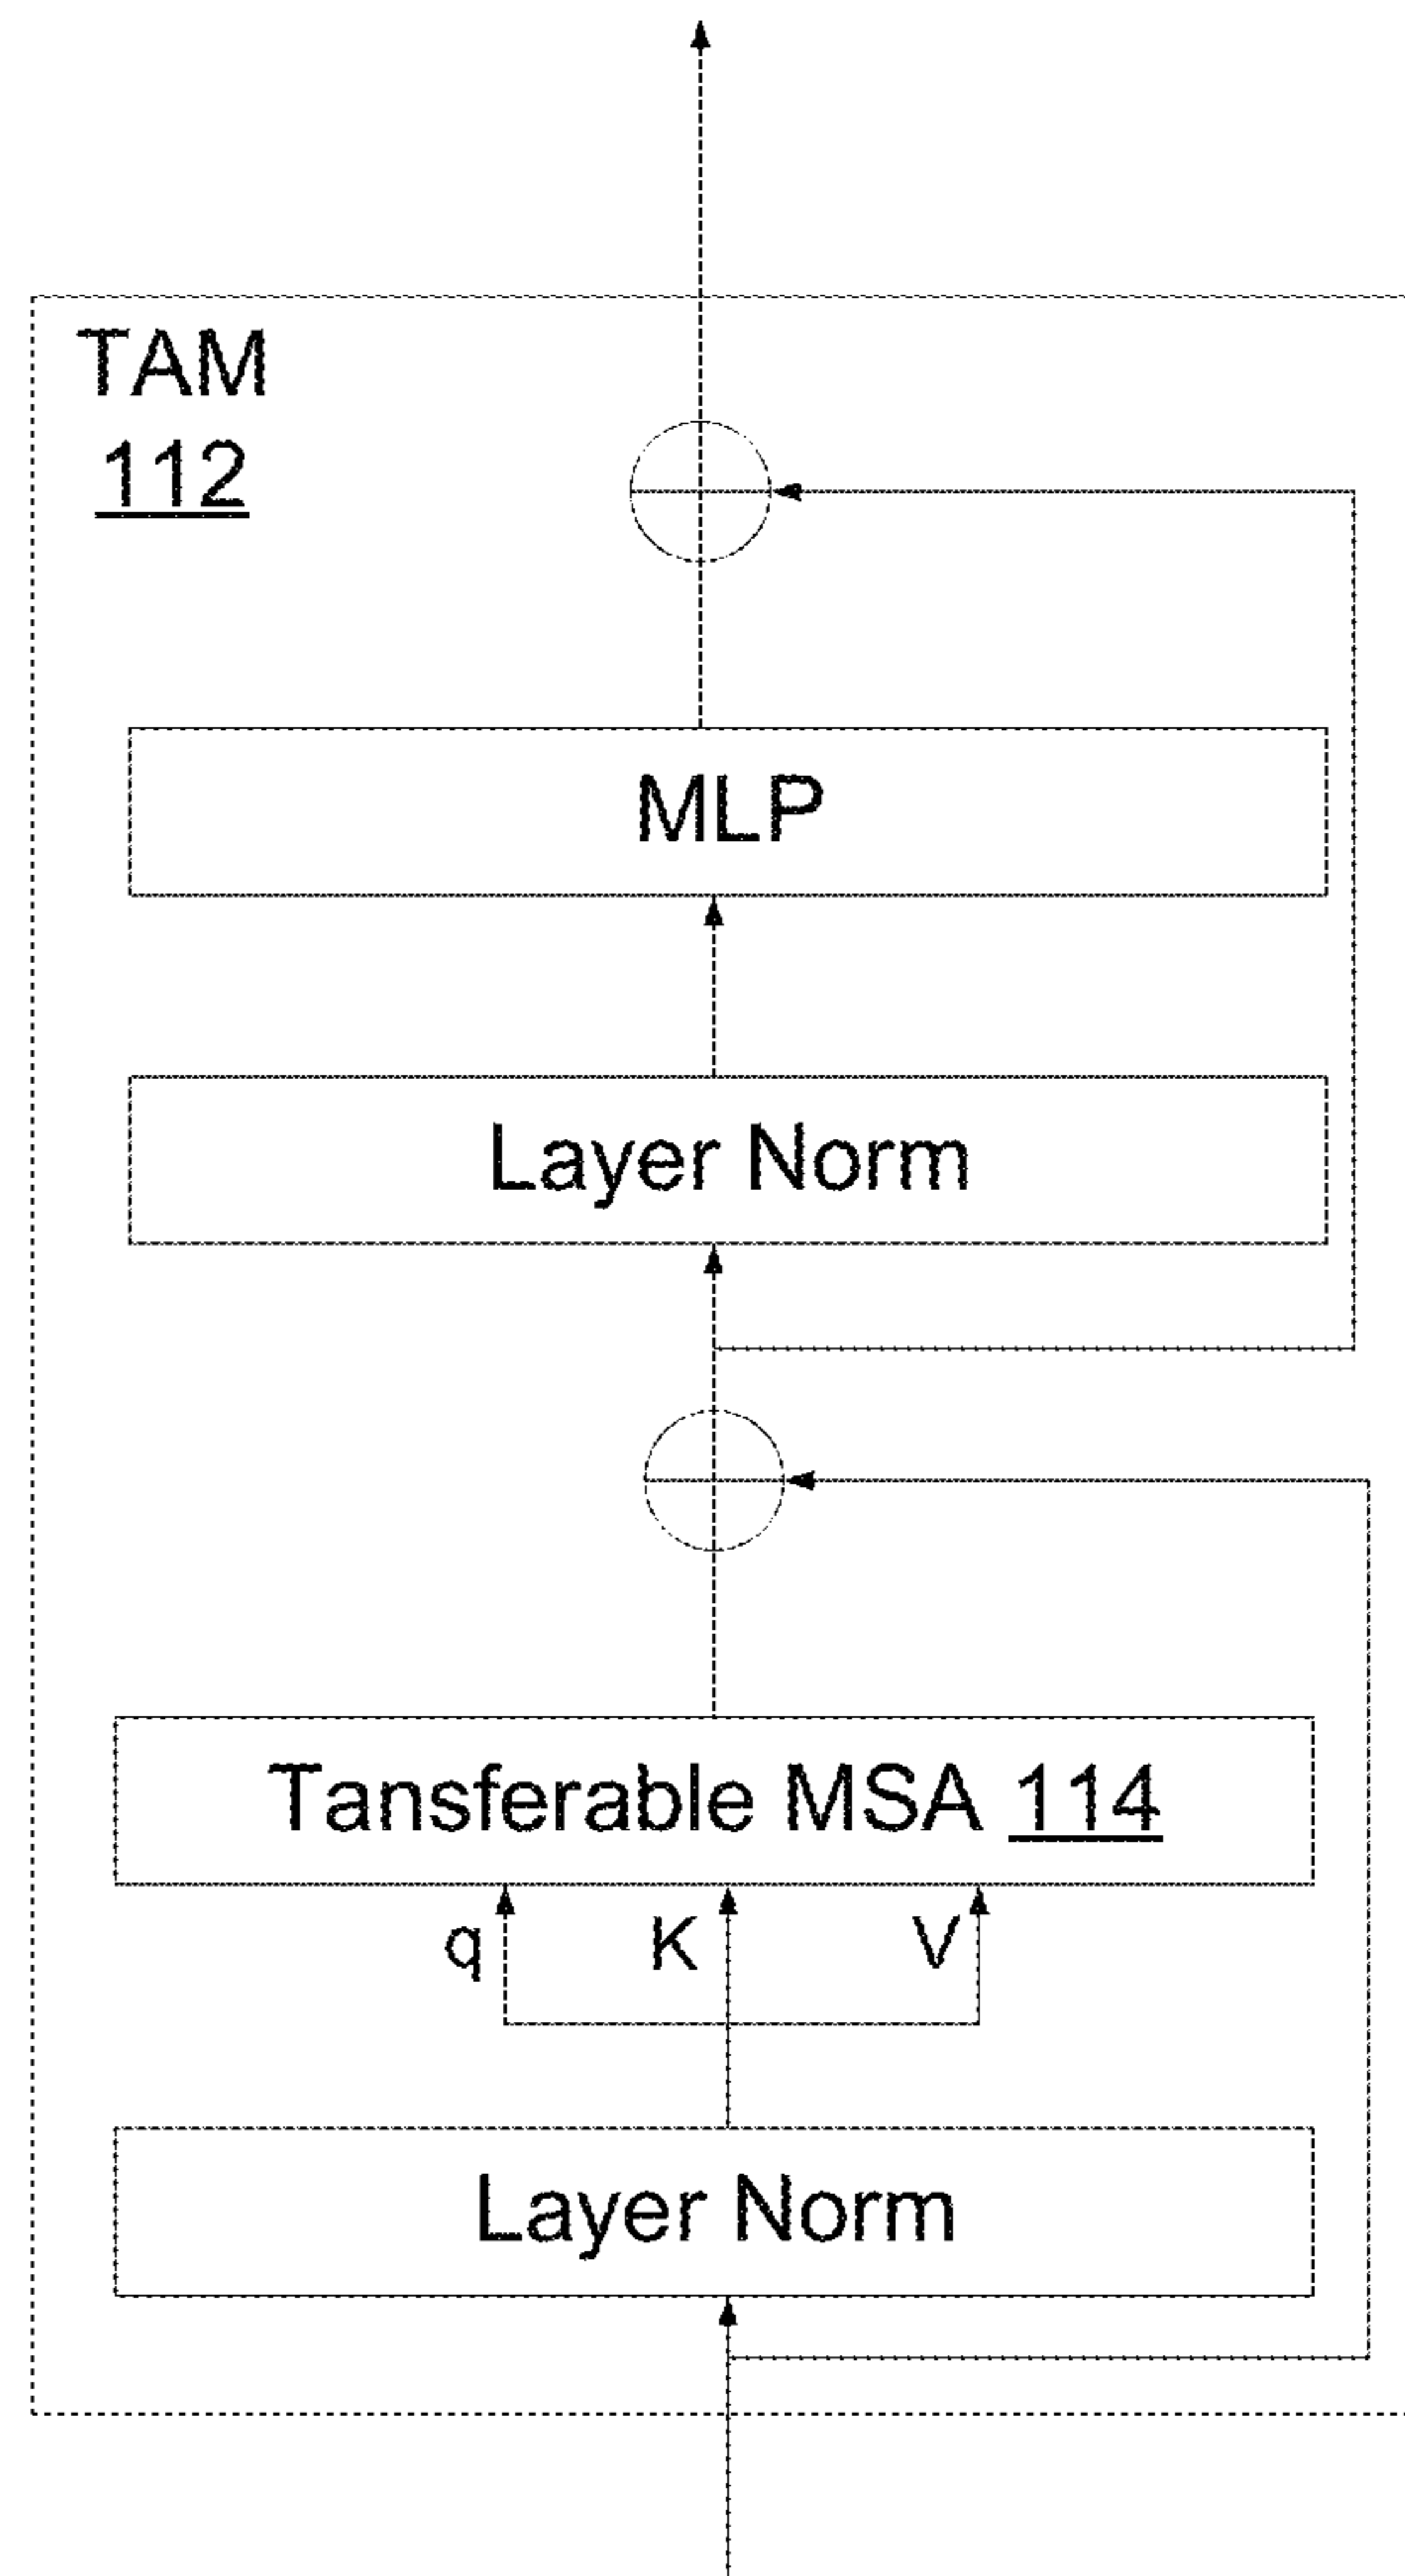 TAM
112
MLP
Layer Norm
Tansferable MSA 114
q K V
Layer Norm